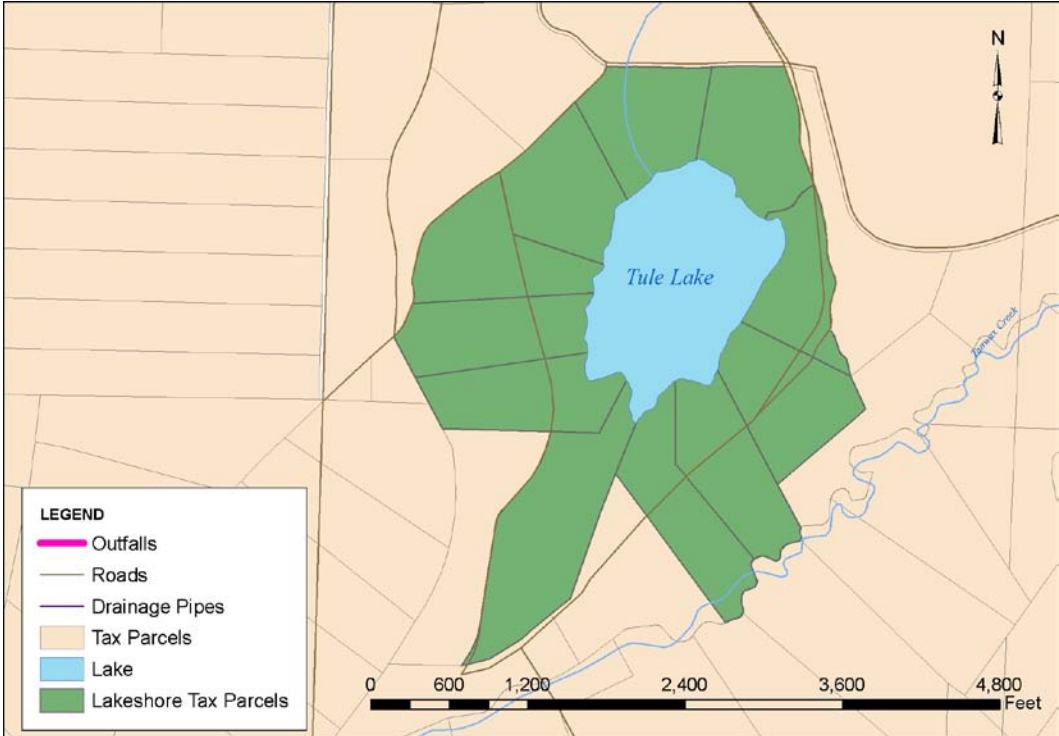 N
Tule Lake
Tanwax Creek
LEGEND
Outfalls
Roads
Drainage Pipes
Tax Parcels
Lake
Lakeshore Tax Parcels
0 600 1,200 2,400 3,600 4,800
Feet